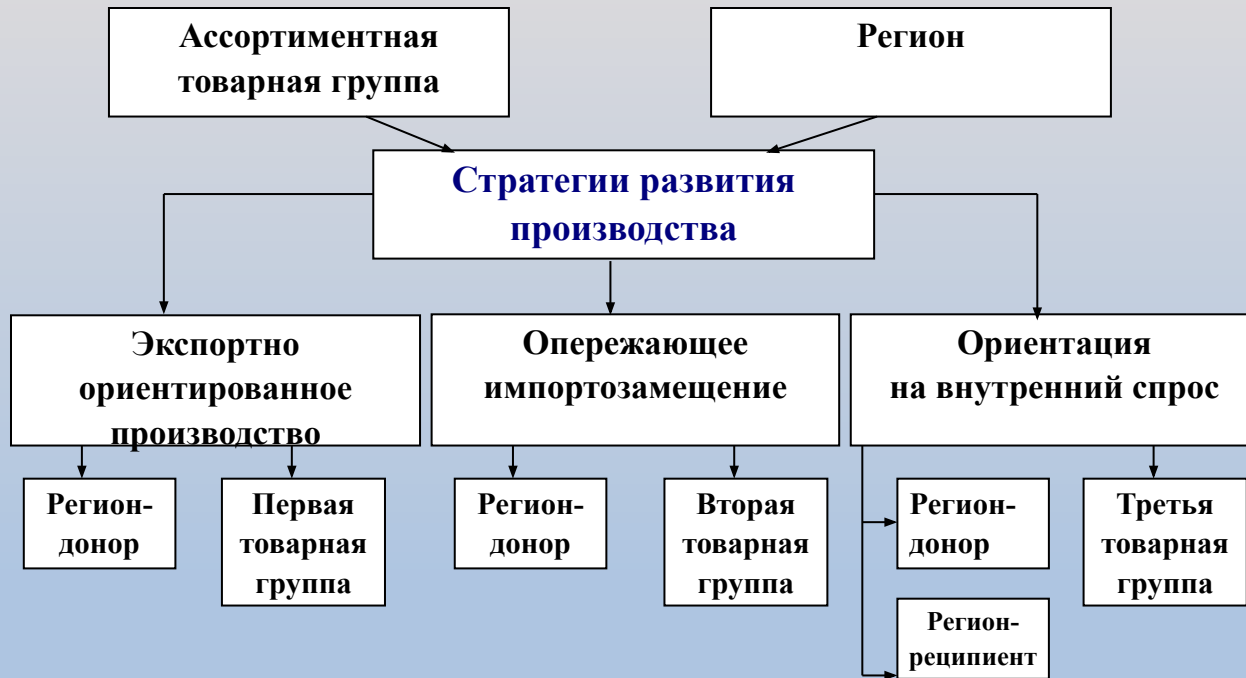 Ассортиментная
товарная группа
Регион
Стратегии развития
производства
Экспортно
ориентированное
производство
Опережающее
импортозамещение
Ориентация
на внутренний спрос
Регион-
донор
Первая
товарная
группа
Регион-
донор
Вторая
товарная
группа
Регион-
донор
Третья
товарная
группа
Регион-
реципиент